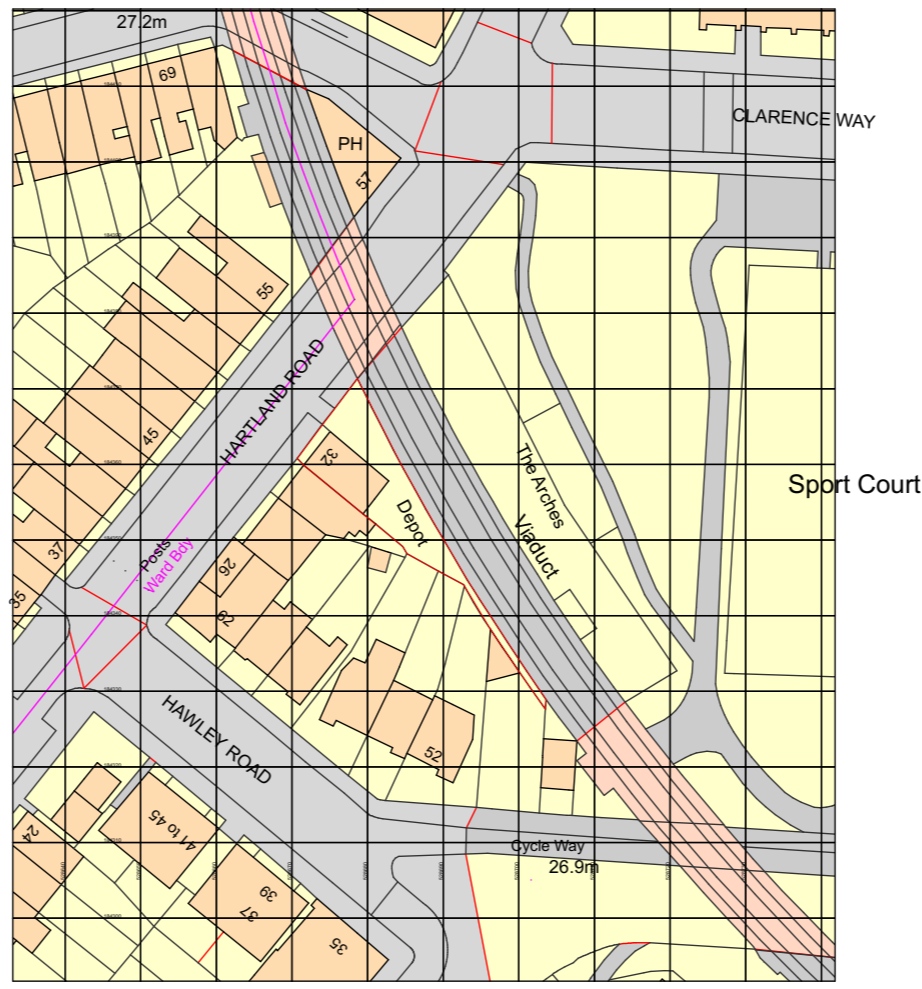 27.2m
69
CLARENCE WAY
PH
57
55
HARTLAND ROAD
45
32
The Arches
Sport Court
Depot
Viaduct
37
Posts
Ward Bdy
26
35
62
HAWLEY ROAD
52
41 to 45
24
Cycle Way
26.9m
39
37
35